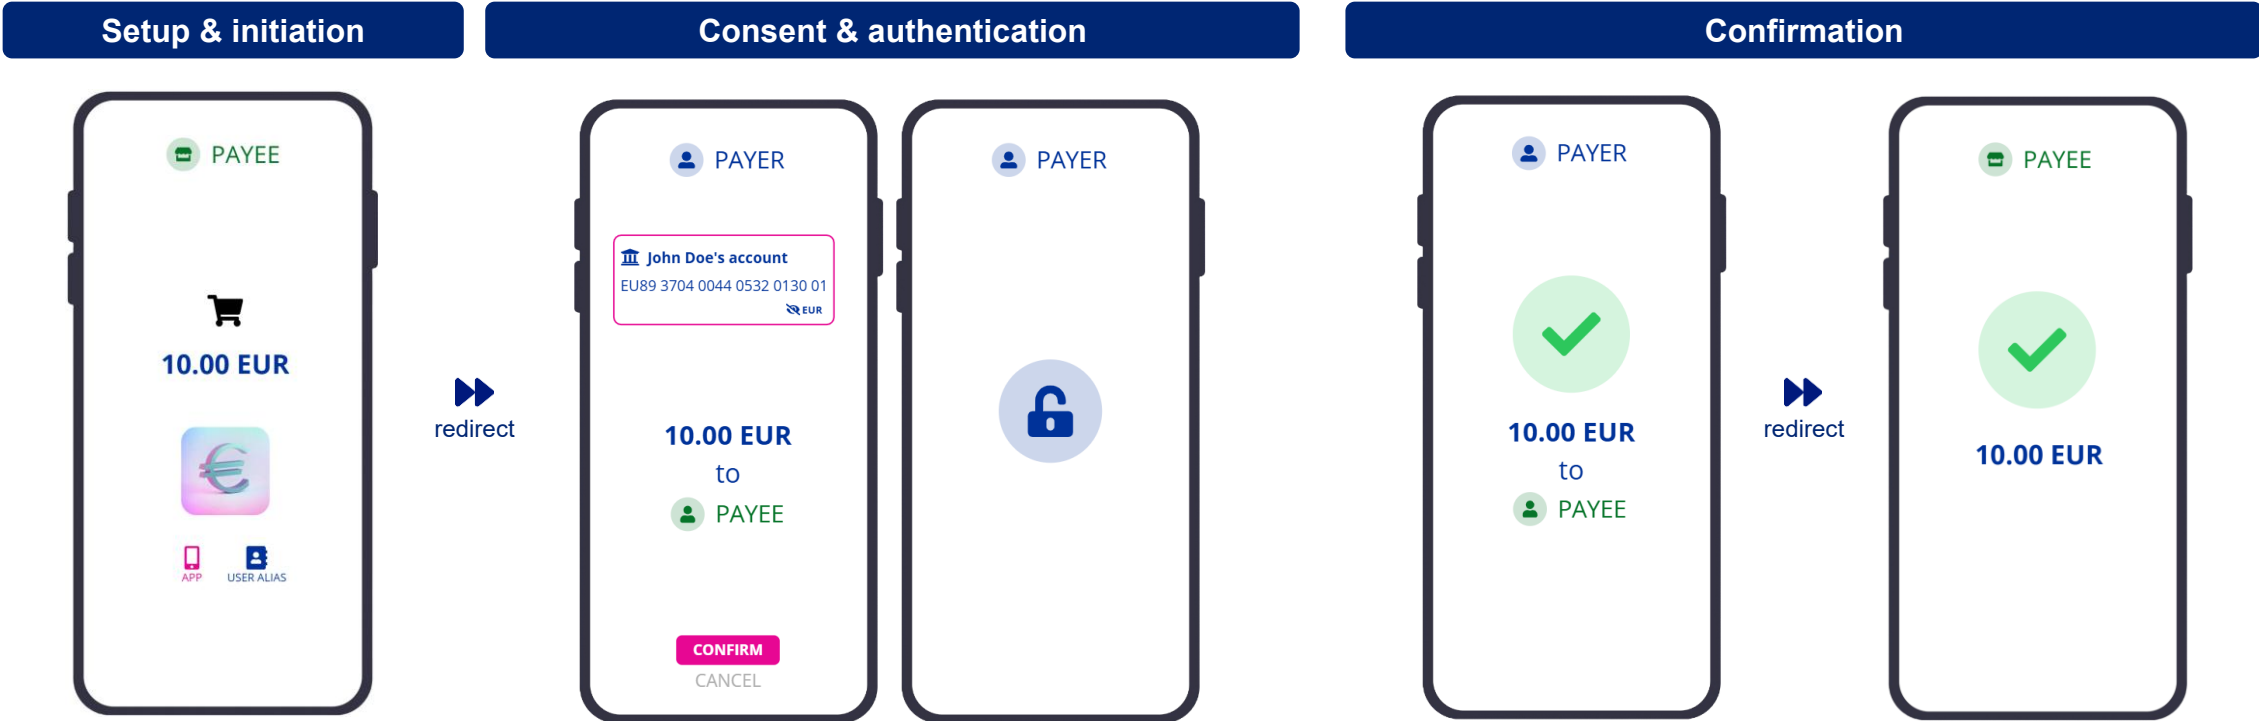 Setup & initiation
Consent & authentication
Confirmation
PAYEE
10.00 EUR
APP
USER ALIAS
redirect
PAYER
John Doe's account
EU89 3704 0044 0532 0130 01
EUR
10.00 EUR
to
PAYEE
CONFIRM
CANCEL
PAYER
PAYER
10.00 EUR
to
PAYEE
redirect
PAYEE
10.00 EUR